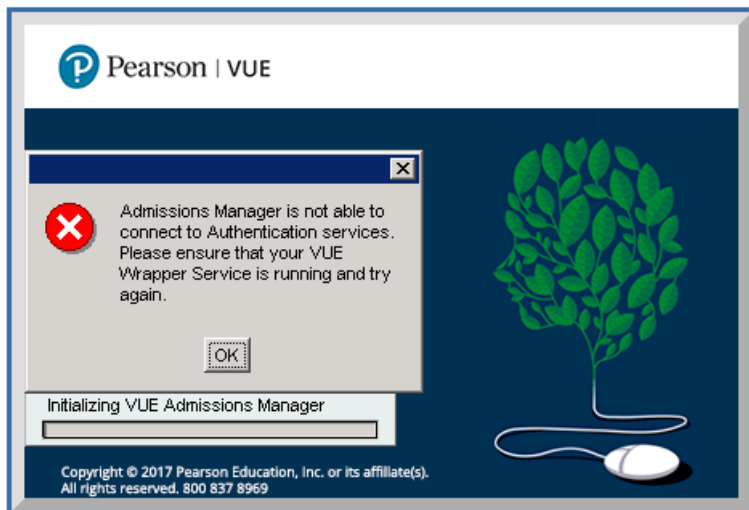 Pearson | VUE
Admissions Manager is not able to
connect to Authentication services.
Please ensure that your VUE
Wrapper Service is running and try
again.
OK
Initializing VUE Admissions Manager
Copyright © 2017 Pearson Education, Inc. or its affiliate(s).
All rights reserved. 800 837 8969